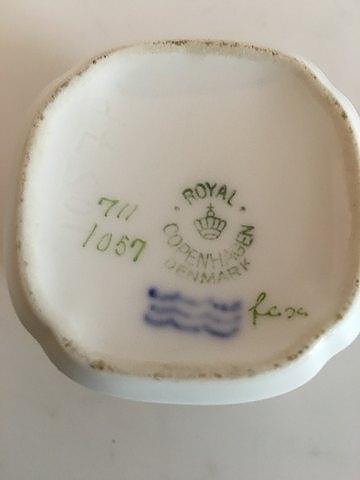 ROYAL
COPENHAGEN
DENMARK
711
1057